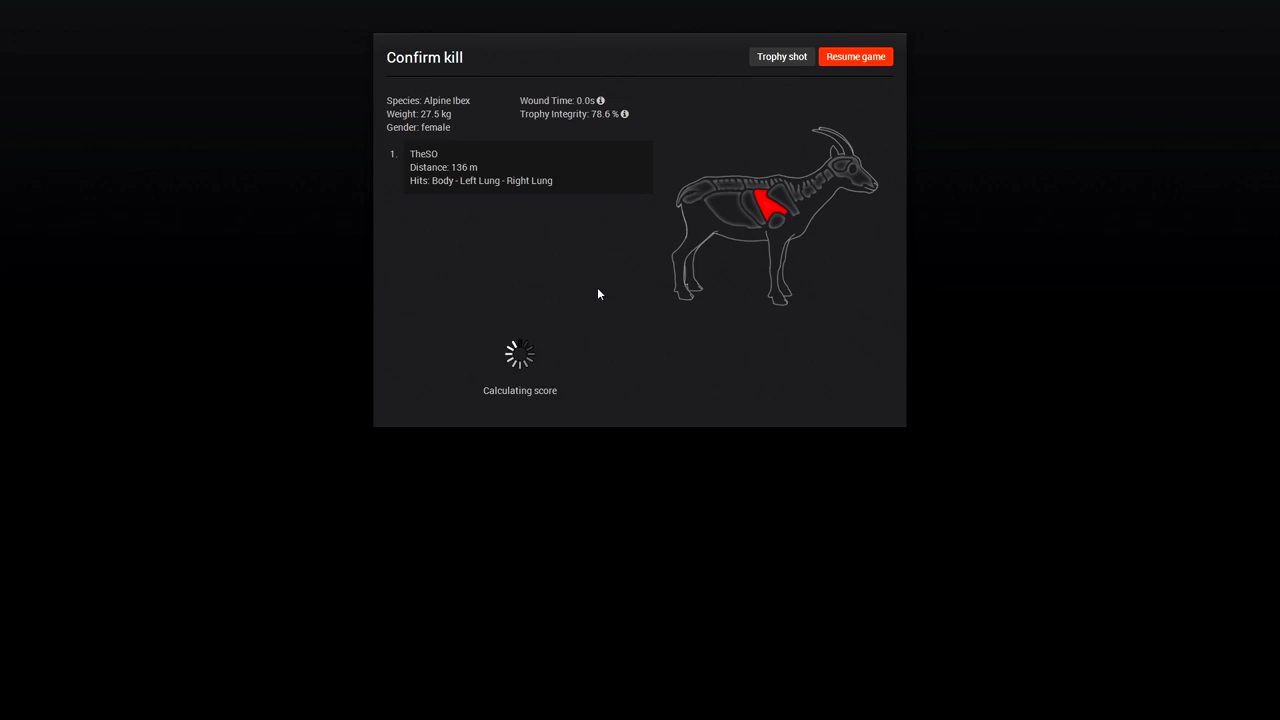 Confirm kill
Trophy shot
Resume game
Species: Alpine Ibex
Weight: 27.5 kg
Gender: female
Wound Time: 0.0s
Trophy Integrity: 78.6 %
1.
TheSO
Distance: 136 m
Hits: Body - Left Lung - Right Lung
Calculating score